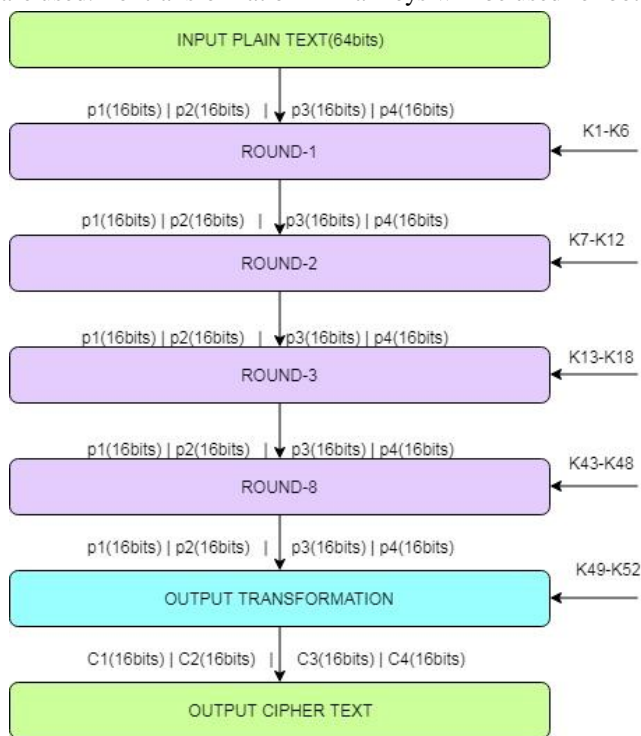 INPUT PLAIN TEXT(64bits)
p1(16bits) | p2(16bits) | p3(16bits) | p4(16bits)
K1-K6
ROUND-1
p1(16bits) | p2(16bits) | p3(16bits) | p4(16bits)
K7-K12
ROUND-2
p1(16bits) | p2(16bits) | p3(16bits) | p4(16bits)
K13-K18
ROUND-3
p1(16bits) | p2(16bits) | p3(16bits) | p4(16bits)
K43-K48
ROUND-8
p1(16bits) | p2(16bits) | p3(16bits) | p4(16bits)
K49-K52
OUTPUT TRANSFORMATION
C1(16bits) | C2(16bits) | C3(16bits) | C4(16bits)
OUTPUT CIPHER TEXT